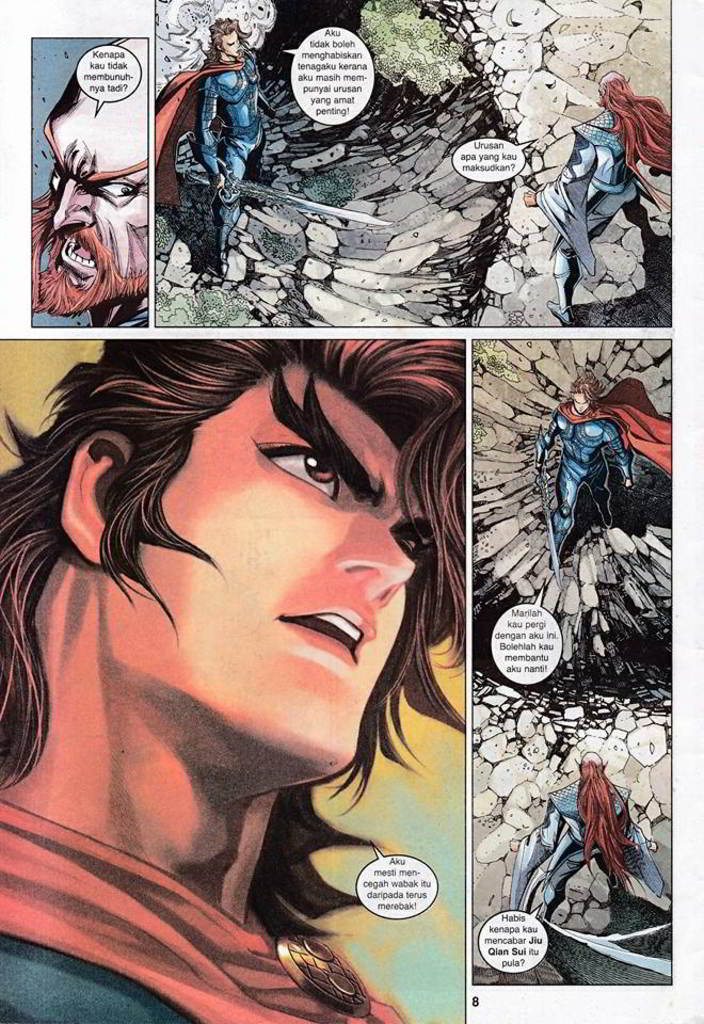 Kenapa
kau tidak
membunuh-
nya tadi?
Aku
tidak boleh
menghabiskan
tenagaku kerana
aku masih mem-
punyai urusan
yang amat
penting!
Urusan
apa yang kau
maksudkan?
Aku
mesti men-
cegah wabak itu
daripada terus
merebak!
Marilah
kau pergi
dengan aku ini.
Bolehlah kau
membantu
aku nanti!
Habis
kenapa kau
mencabar Jiu
Qian Sui itu
pula?
8